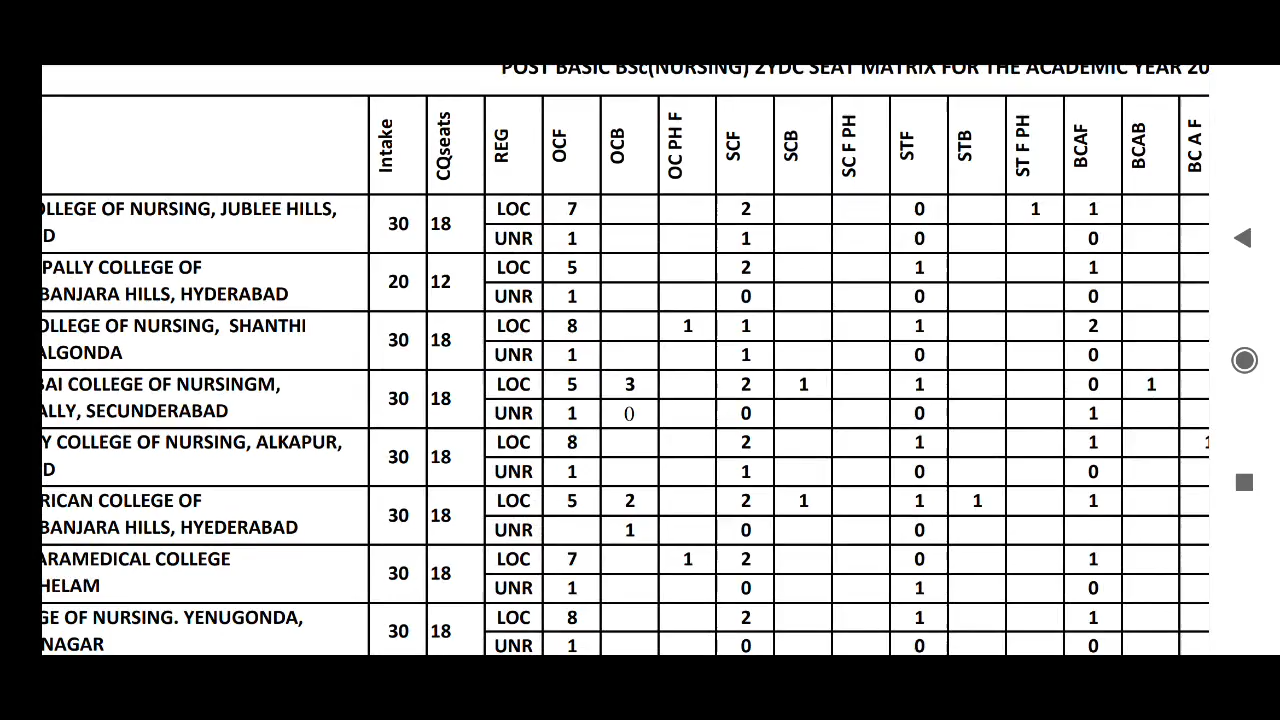 POST BASIC BSc(NURSING) 2YDC SEAT MATRIX FOR THE ACADEMIC YEAR 20
Intake CQseats REG OCF OCB OC PH F SCF SCB SC F PH STF STB ST F PH BCAF BCAB BC A F
OLLEGE OF NURSING, JUBLEE HILLS,
D
30 18
LOC 7 2 0 1 1
UNR 1 1 0 0
PALLY COLLEGE OF
BANJARA HILLS, HYDERABAD
20 12
LOC 5 2 1 1
UNR 1 0 0 0
OLLEGE OF NURSING, SHANTHI
ALGONDA
30 18
LOC 8 1 1 1 2
UNR 1 1 0 0
BAI COLLEGE OF NURSINGM,
ALLY, SECUNDERABAD
30 18
LOC 5 3 2 1 1 0 1
UNR 1 0 0 0 1
Y COLLEGE OF NURSING, ALKAPUR,
D
30 18
LOC 8 2 1 1 1
UNR 1 1 0 0
RICAN COLLEGE OF
BANJARA HILLS, HYEDERABAD
30 18
LOC 5 2 2 1 1 1 1
UNR 1 0 0
ARAMEDICAL COLLEGE
HELAM
30 18
LOC 7 1 2 0 1
UNR 1 0 1 0
GE OF NURSING. YENUGONDA,
NAGAR
30 18
LOC 8 2 1 1
UNR 1 0 0 0